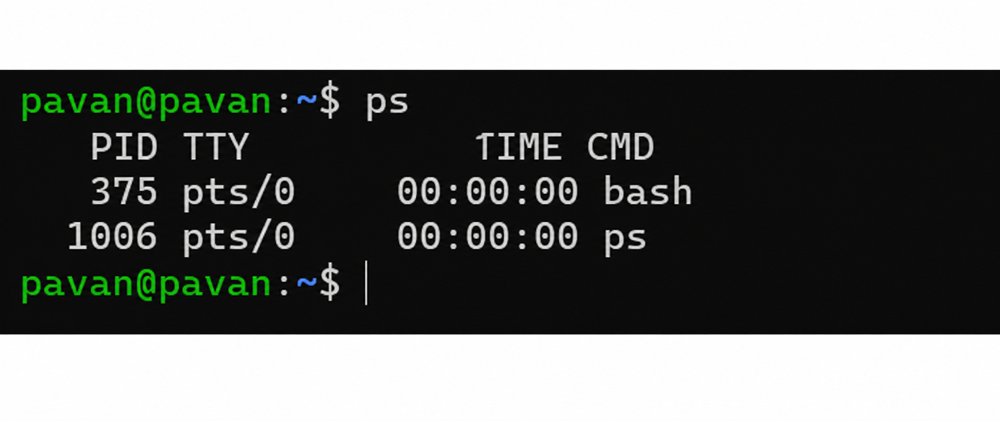 pavan@pavan:~$ ps
    PID TTY          TIME CMD
    375 pts/0    00:00:00 bash
   1006 pts/0    00:00:00 ps
pavan@pavan:~$